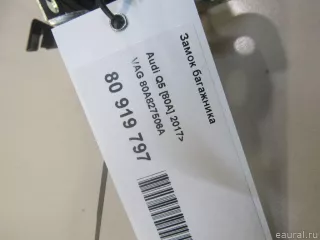 Замок багажника
Audi Q5 [80A] 2017>
VAG 80A827506A
80 919 797
eaural.ru